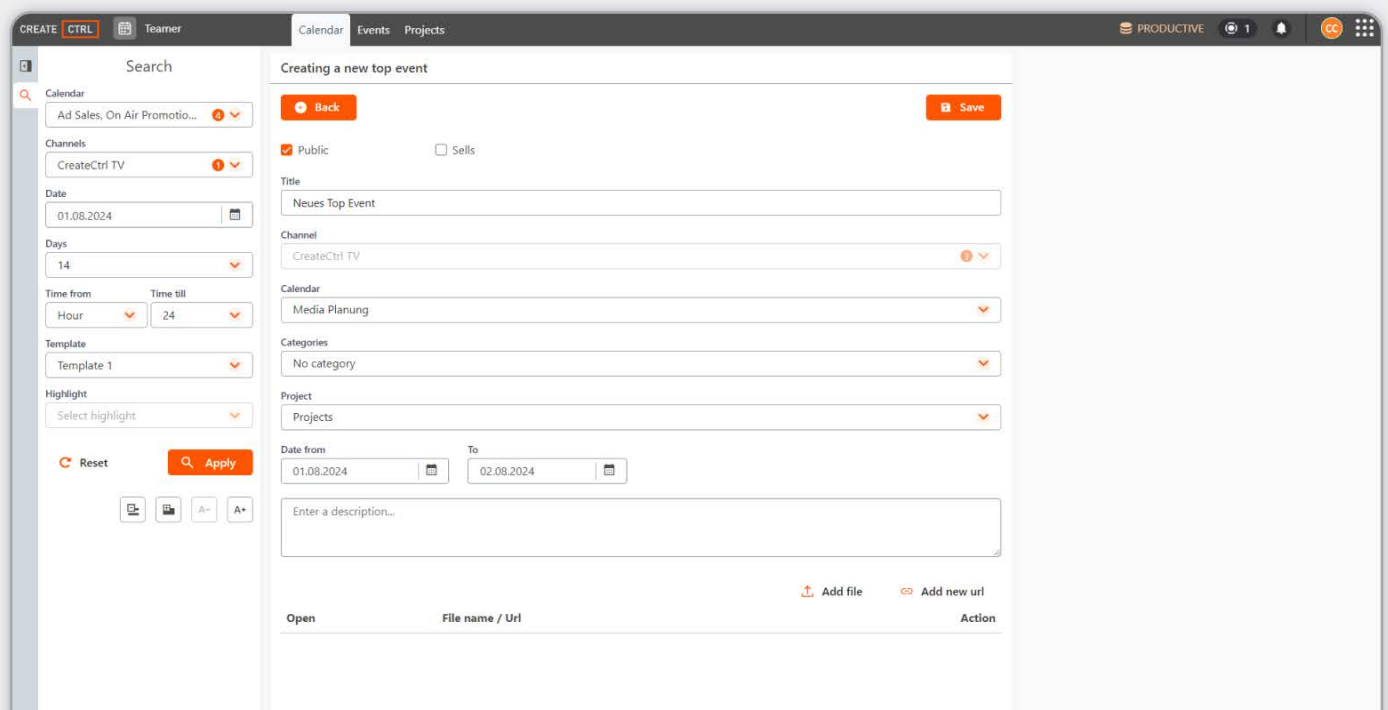 CREATE CTRL Teamer Calendar Events Projects PRODUCTIVE 1 CC
Search
Calendar
Ad Sales, On Air Promotio... 4
Channels
CreateCtrl TV 1
Date
01.08.2024
Days
14
Time from Time till
Hour 24
Template
Template 1
Highlight
Select highlight
Reset Apply
A- A+
Creating a new top event
Back Save
Public Sells
Title
Neues Top Event
Channel
CreateCtrl TV
Calendar
Media Planung
Categories
No category
Project
Projects
Date from To
01.08.2024 02.08.2024
Enter a description...
Add file Add new url
Open File name / Url Action